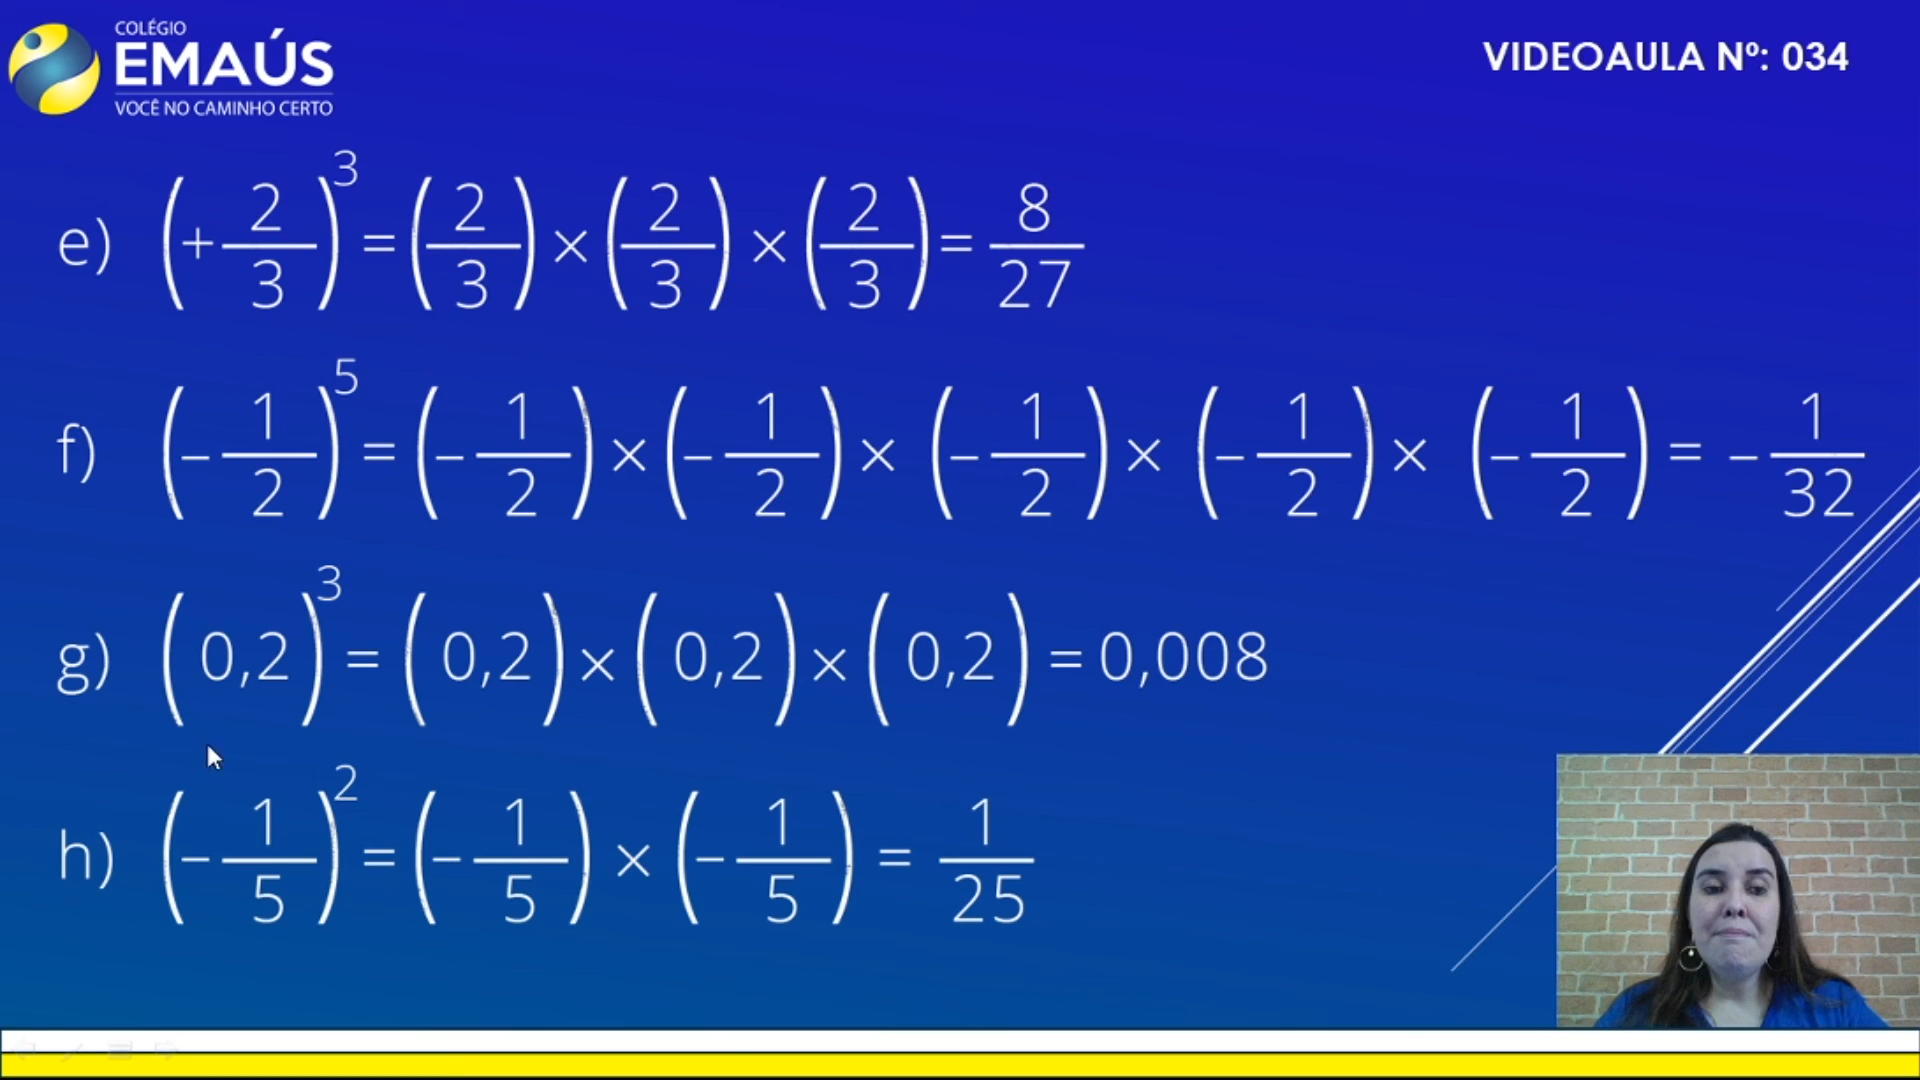 COLÉGIO
EMAÚS
VOCÊ NO CAMINHO CERTO
VIDEOAULA Nº: 034
e) (+ 2/3)³ = (2/3) × (2/3) × (2/3) = 8/27
f) (– 1/2)⁵ = (– 1/2) × (– 1/2) × (– 1/2) × (– 1/2) × (– 1/2) = – 1/32
g) (0,2)³ = (0,2) × (0,2) × (0,2) = 0,008
h) (– 1/5)² = (– 1/5) × (– 1/5) = 1/25